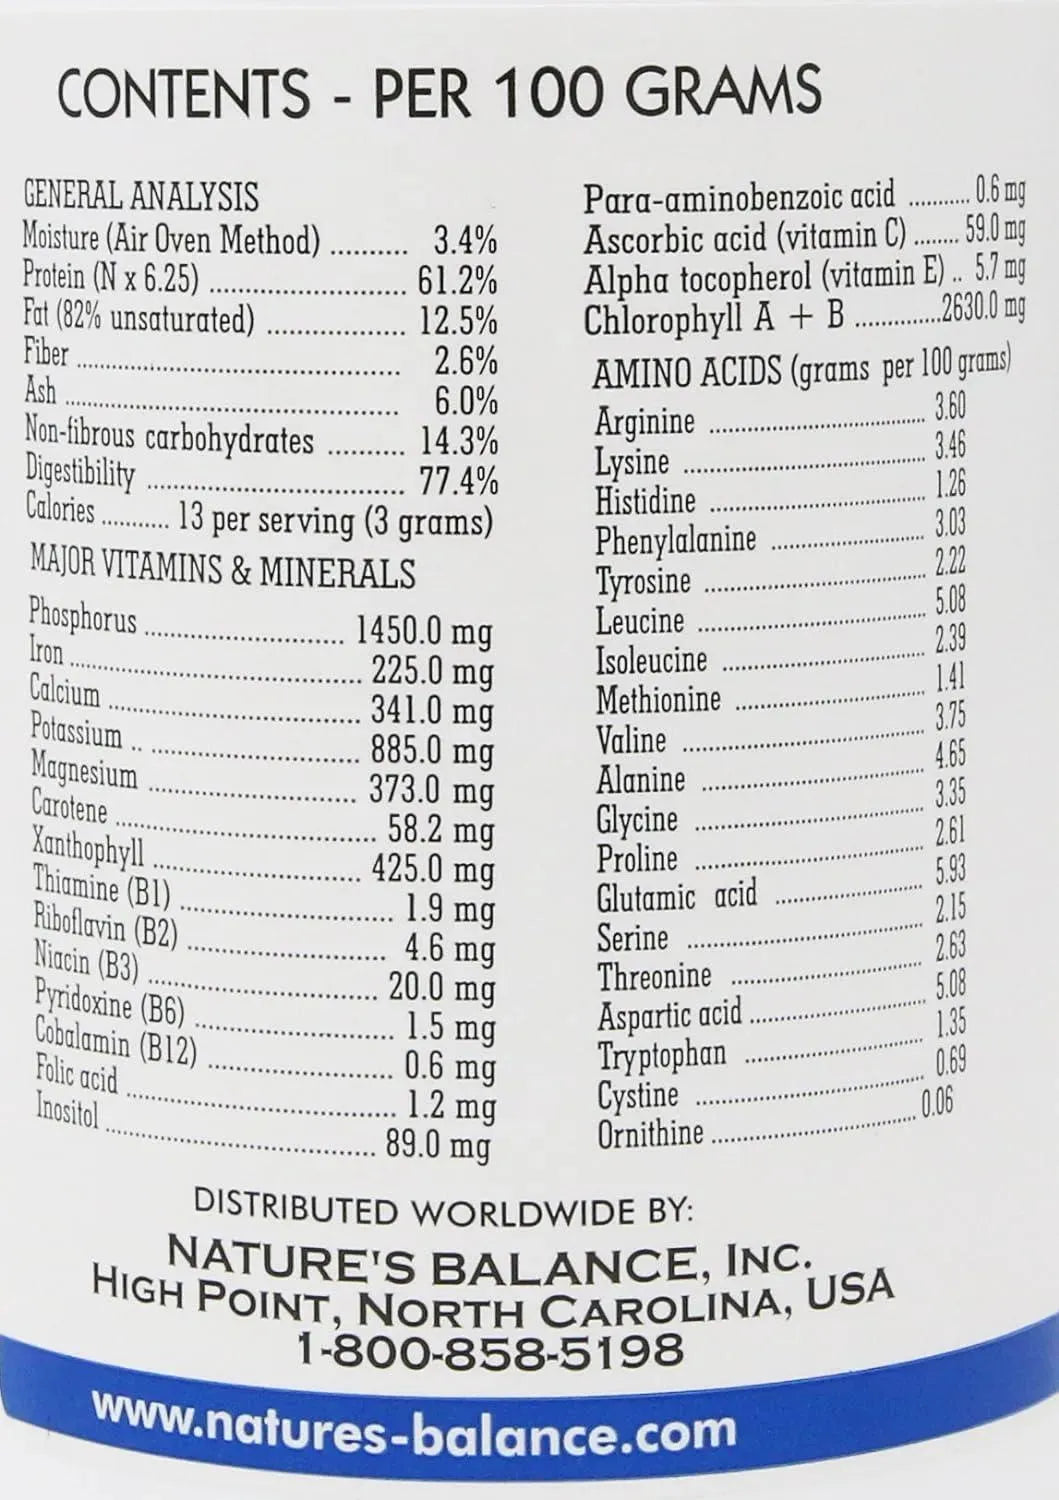 CONTENTS - PER 100 GRAMS
GENERAL ANALYSIS
Moisture (Air Oven Method) .......... 3.4%
Protein (N x 6.25) .......... 61.2%
Fat (82% unsaturated) .......... 12.5%
Fiber .......... 2.6%
Ash .......... 6.0%
Non-fibrous carbohydrates .......... 14.3%
Digestibility .......... 77.4%
Calories .......... 13 per serving (3 grams)
MAJOR VITAMINS & MINERALS
Phosphorus .......... 1450.0 mg
Iron .......... 225.0 mg
Calcium .......... 341.0 mg
Potassium .......... 885.0 mg
Magnesium .......... 373.0 mg
Carotene .......... 58.2 mg
Xanthophyll .......... 425.0 mg
Thiamine (B1) .......... 1.9 mg
Riboflavin (B2) .......... 4.6 mg
Niacin (B3) .......... 20.0 mg
Pyridoxine (B6) .......... 1.5 mg
Cobalamin (B12) .......... 0.6 mg
Folic acid .......... 1.2 mg
Inositol .......... 89.0 mg
Para-aminobenzoic acid .......... 0.6 mg
Ascorbic acid (vitamin C) ........ 59.0 mg
Alpha tocopherol (vitamin E) .. 5.7 mg
Chlorophyll A + B .............2630.0 mg
AMINO ACIDS (grams per 100 grams)
Arginine .......... 3.60
Lysine .......... 3.46
Histidine .......... 1.26
Phenylalanine .......... 3.03
Tyrosine .......... 2.22
Leucine .......... 5.08
Isoleucine .......... 2.39
Methionine .......... 1.41
Valine .......... 3.75
Alanine .......... 4.65
Glycine .......... 3.35
Proline .......... 2.61
Glutamic acid .......... 5.93
Serine .......... 2.15
Threonine .......... 2.63
Aspartic acid .......... 5.08
Tryptophan .......... 1.35
Cystine .......... 0.69
Ornithine .......... 0.06
DISTRIBUTED WORLDWIDE BY:
NATURE'S BALANCE, INC.
HIGH POINT, NORTH CAROLINA, USA
1-800-858-5198
www.natures-balance.com